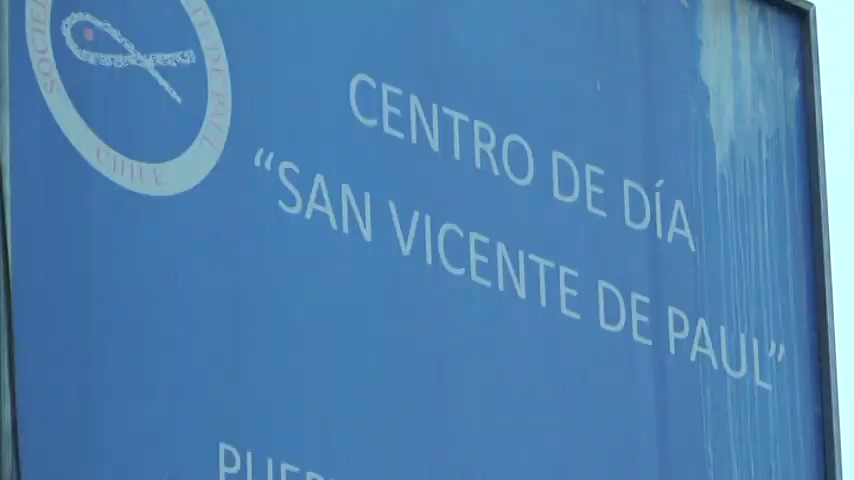 CHILE
CENTRO DE DÍA
“SAN VICENTE DE PAUL”